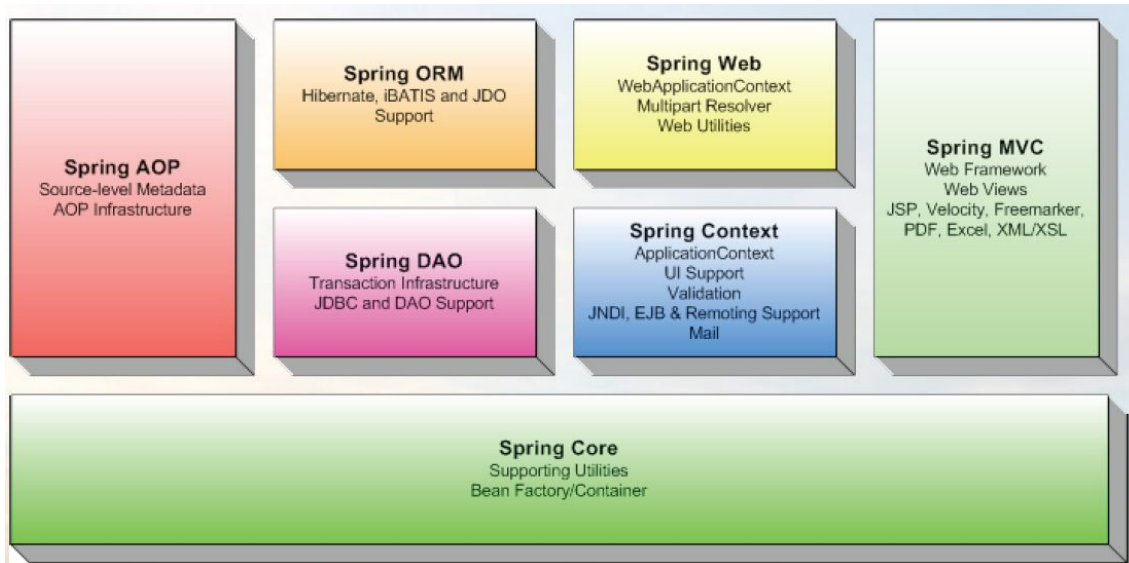 Spring AOP
Source-level Metadata
AOP Infrastructure
Spring ORM
Hibernate, iBATIS and JDO
Support
Spring DAO
Transaction Infrastructure
JDBC and DAO Support
Spring Web
WebApplicationContext
Multipart Resolver
Web Utilities
Spring Context
ApplicationContext
UI Support
Validation
JNDI, EJB & Remoting Support
Mail
Spring MVC
Web Framework
Web Views
JSP, Velocity, Freemarker,
PDF, Excel, XML/XSL
Spring Core
Supporting Utilities
Bean Factory/Container